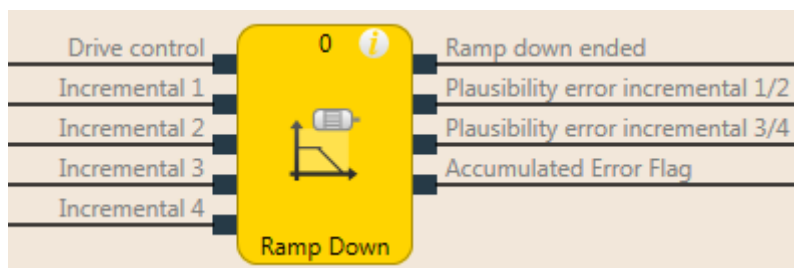 Drive control
Incremental 1
Incremental 2
Incremental 3
Incremental 4
0 i
Ramp Down
Ramp down ended
Plausibility error incremental 1/2
Plausibility error incremental 3/4
Accumulated Error Flag